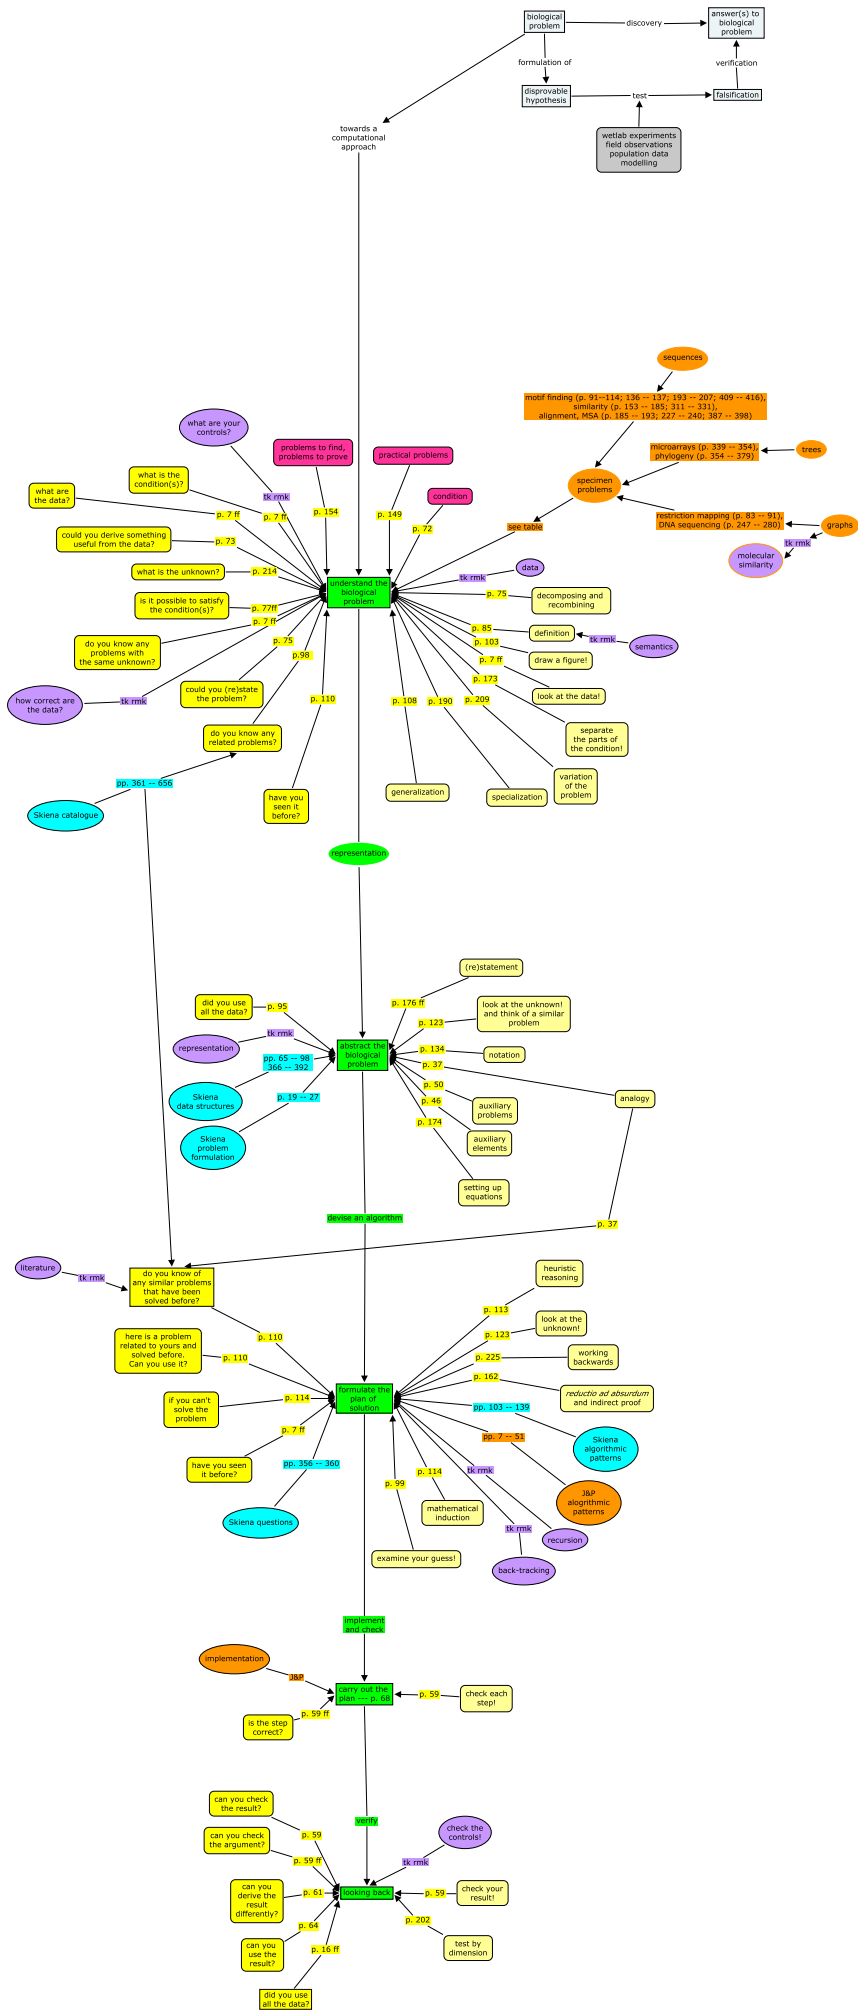 biological
problem
discovery
answer(s) to
biological
problem
formulation of
verification
disprovable
hypothesis
test
falsification
towards a
computational
approach
wetlab experiments
field observations
population data
modelling
sequences
motif finding (p. 91--114; 136 -- 137; 193 -- 207; 409 -- 416),
similarity (p. 153 -- 185; 311 -- 331),
alignment, MSA (p. 185 -- 193; 227 -- 240; 387 -- 398)
what are your
controls?
problems to find,
problems to prove
practical problems
microarrays (p. 339 -- 354),
phylogeny (p. 354 -- 379)
trees
what is the
condition(s)?
specimen
problems
what are
the data?
tk rmk
condition
p. 7 ff
p. 7 ff
p. 154
p. 149
restriction mapping (p. 83 -- 91),
DNA sequencing (p. 247 -- 280)
graphs
could you derive something
useful from the data?
p. 73
p. 72
see table
tk rmk
molecular
similarity
what is the unknown?
p. 214
data
tk rmk
understand the
biological
problem
is it possible to satisfy
the condition(s)?
p. 77ff
p. 75
decomposing and
recombining
p. 7 ff
do you know any
problems with
the same unknown?
p. 75
p.98
p. 85
definition
tk rmk
semantics
p. 103
draw a figure!
p. 7 ff
look at the data!
p. 173
how correct are
the data?
tk rmk
could you (re)state
the problem?
p. 110
p. 108
p. 190
p. 209
do you know any
related problems?
separate
the parts of
the condition!
pp. 361 -- 656
Skiena catalogue
have you
seen it
before?
generalization
specialization
variation
of the
problem
representation
(re)statement
did you use
all the data?
p. 95
p. 176 ff
look at the unknown!
and think of a similar
problem
p. 123
representation
tk rmk
abstract the
biological
problem
p. 134
notation
pp. 65 -- 98
366 -- 392
p. 37
Skiena
data structures
p. 19 -- 27
p. 50
p. 46
auxiliary
problems
analogy
p. 174
Skiena
problem
formulation
auxiliary
elements
setting up
equations
devise an algorithm
p. 37
literature
tk rmk
do you know of
any similar problems
that have been
solved before?
heuristic
reasoning
p. 113
here is a problem
related to yours and
solved before.
Can you use it?
p. 110
p. 110
look at the
unknown!
p. 123
p. 225
working
backwards
p. 162
if you can't
solve the
problem
p. 114
formulate the
plan of
solution
reductio ad absurdum
and indirect proof
pp. 103 -- 139
p. 7 ff
pp. 7 -- 51
Skiena
algorithmic
patterns
have you seen
it before?
pp. 356 -- 360
p. 99
p. 114
tk rmk
J&P
alogrithmic
patterns
Skiena questions
mathematical
induction
tk rmk
recursion
examine your guess!
back-tracking
implement
and check
implementation
J&P
carry out the
plan --- p. 68
p. 59
check each
step!
is the step
correct?
p. 59 ff
can you check
the result?
verify
check the
controls!
can you check
the argument?
p. 59
p. 59 ff
tk rmk
can you
derive the
result
differently?
p. 61
looking back
p. 59
check your
result!
p. 64
p. 202
can you
use the
result?
p. 16 ff
test by
dimension
did you use
all the data?